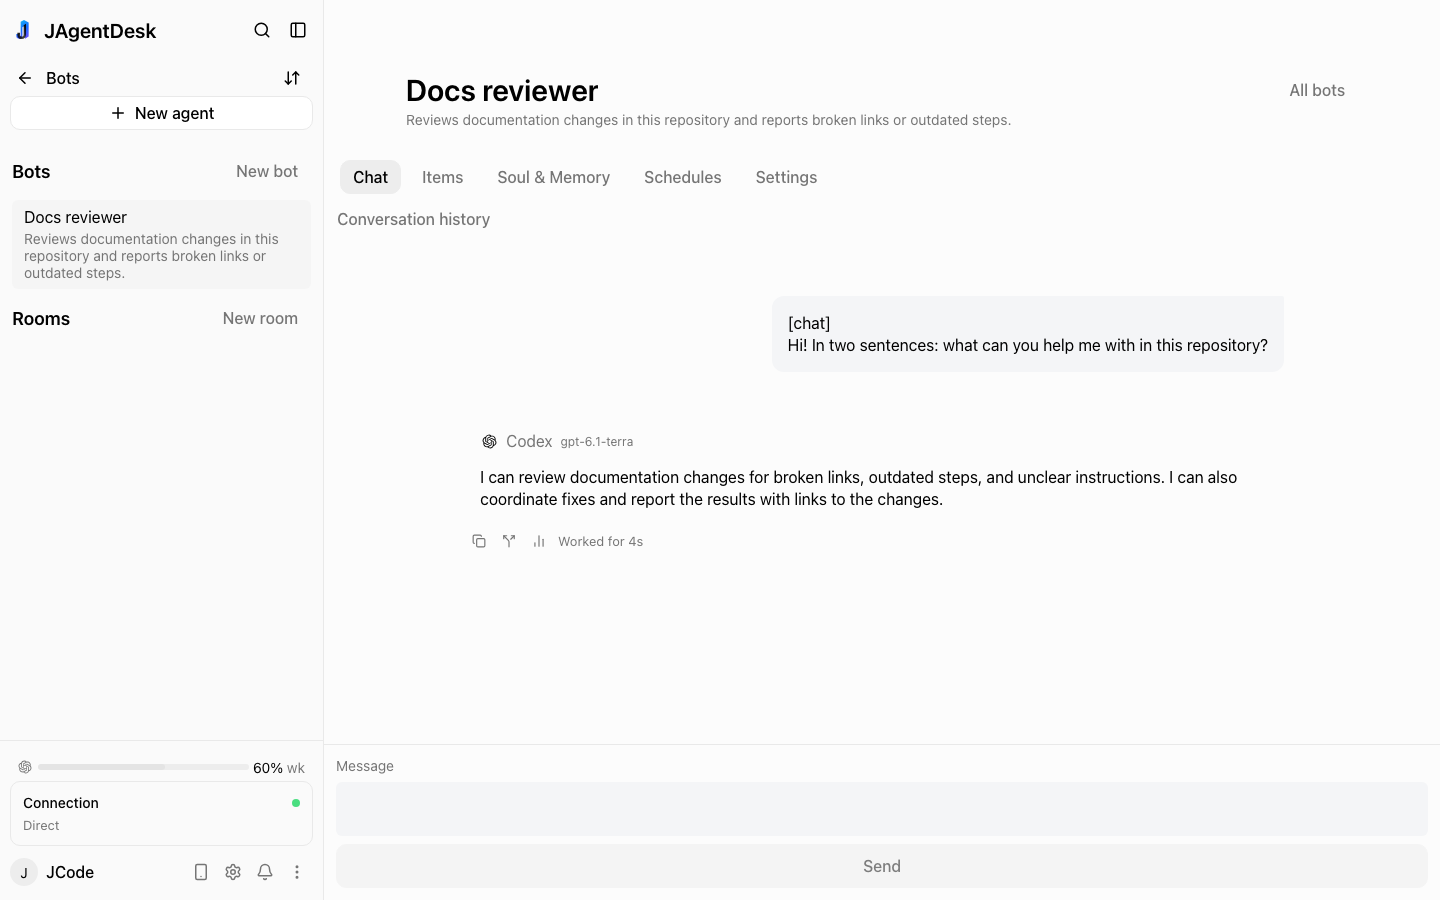 JAgentDesk
Bots
New agent
Bots
New bot
Docs reviewer
Reviews documentation changes in this
repository and reports broken links or
outdated steps.
Rooms
New room
60% wk
Connection
Direct
J
JCode
Docs reviewer
All bots
Reviews documentation changes in this repository and reports broken links or outdated steps.
Chat
Items
Soul & Memory
Schedules
Settings
Conversation history
[chat]
Hi! In two sentences: what can you help me with in this repository?
Codex gpt-6.1-terra
I can review documentation changes for broken links, outdated steps, and unclear instructions. I can also
coordinate fixes and report the results with links to the changes.
Worked for 4s
Message
Send